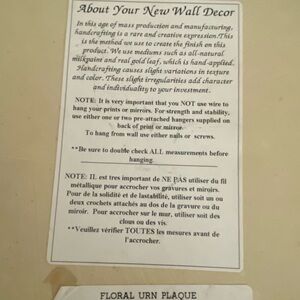 About Your New Wall Decor
In this age of mass production and manufacturing,
handcrafting is a rare and creative expression.This
is the method we use to create the finish on this
product. We use mediums such as all-natural
milkpaint and real gold leaf, which is hand-applied.
Handcrafting causes slight variations in texture
and color. These slight irregularities add character
and individuality to your investment.
NOTE: It is very important that you NOT use wire to
hang your prints or mirrors. For strength and stability,
use either one or two pre-attached hangers supplied on
back of print or mirror.
To hang from wall use either nails or screws.
**Be sure to double check ALL measurements before
hanging.
NOTE: IL est tres important de NE PAS utiliser du fil
métallique pour accrocher vos gravures et miroirs.
Pour de la solidité et de lastabilité, utiliser soit un ou
deux crochets attachés au dos de la gravure ou du
miroir. Pour accrocher sur le mur, utiliser soit des
clous ou des vis.
**Veuillez vérifier TOUTES les mesures avant de
l'accrocher.
FLORAL URN PLAQUE